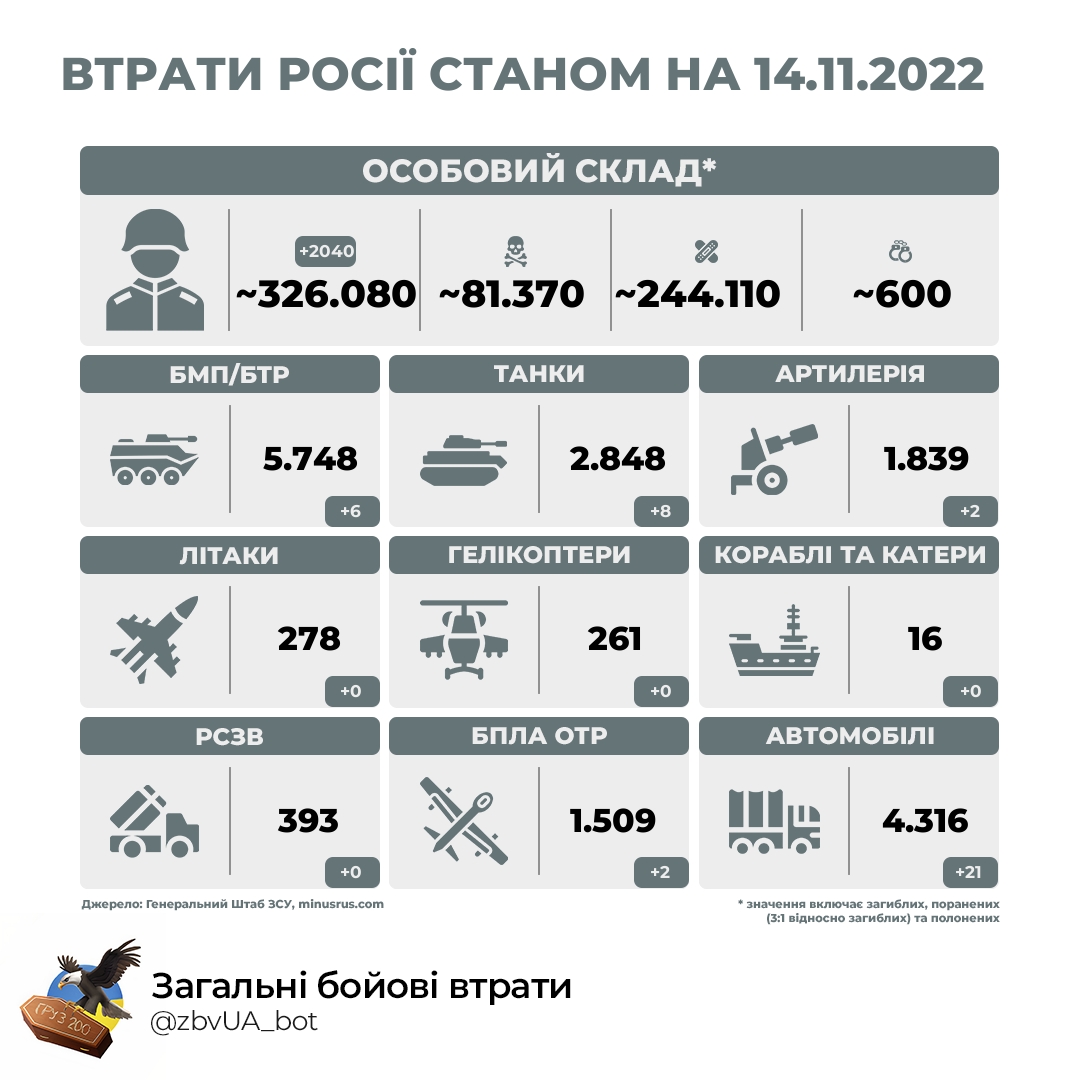 ВТРАТИ РОСІЇ СТАНОМ НА 14.11.2022
ОСОБОВИЙ СКЛАД*
+2040
~326.080
~81.370
~244.110
~600
БМП/БТР
5.748
+6
ТАНКИ
2.848
+8
АРТИЛЕРІЯ
1.839
+2
ЛІТАКИ
278
+0
ГЕЛІКОПТЕРИ
261
+0
КОРАБЛІ ТА КАТЕРИ
16
+0
РСЗВ
393
+0
БПЛА ОТР
1.509
+2
АВТОМОБІЛІ
4.316
+21
Джерело: Генеральний Штаб ЗСУ, minusrus.com
* значення включає загиблих, поранених
(3:1 відносно загиблих) та полонених
ГРУЗ 200
Загальні бойові втрати
@zbvUA_bot